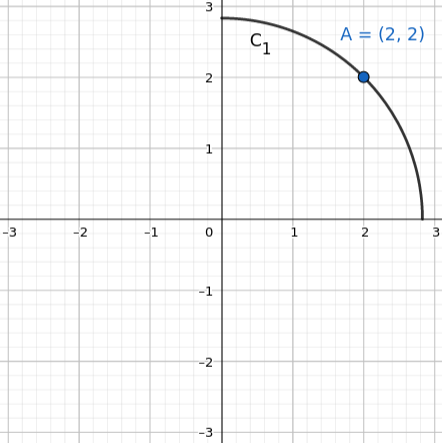 3
A = (2, 2)
C1
2
1
–3 –2 –1 0 1 2 3
–1
–2
–3